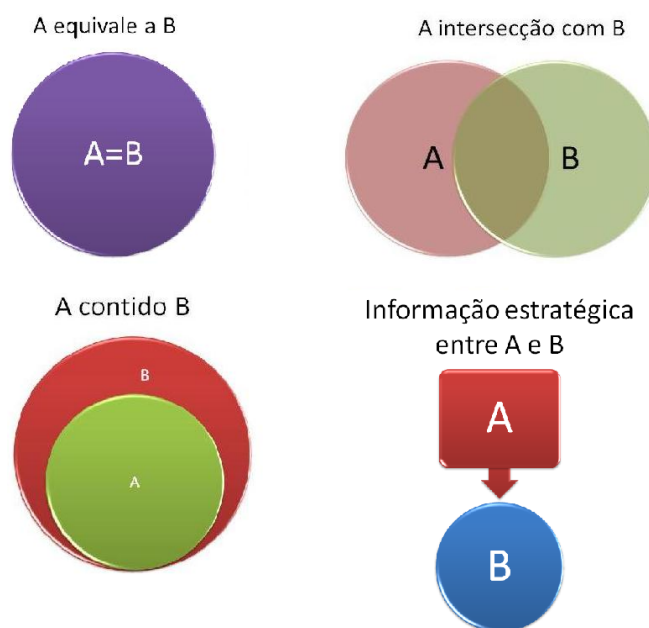 A equivale a B
A=B
A intersecção com B
A
B
A contido B
B
A
Informação estratégica
entre A e B
A
B